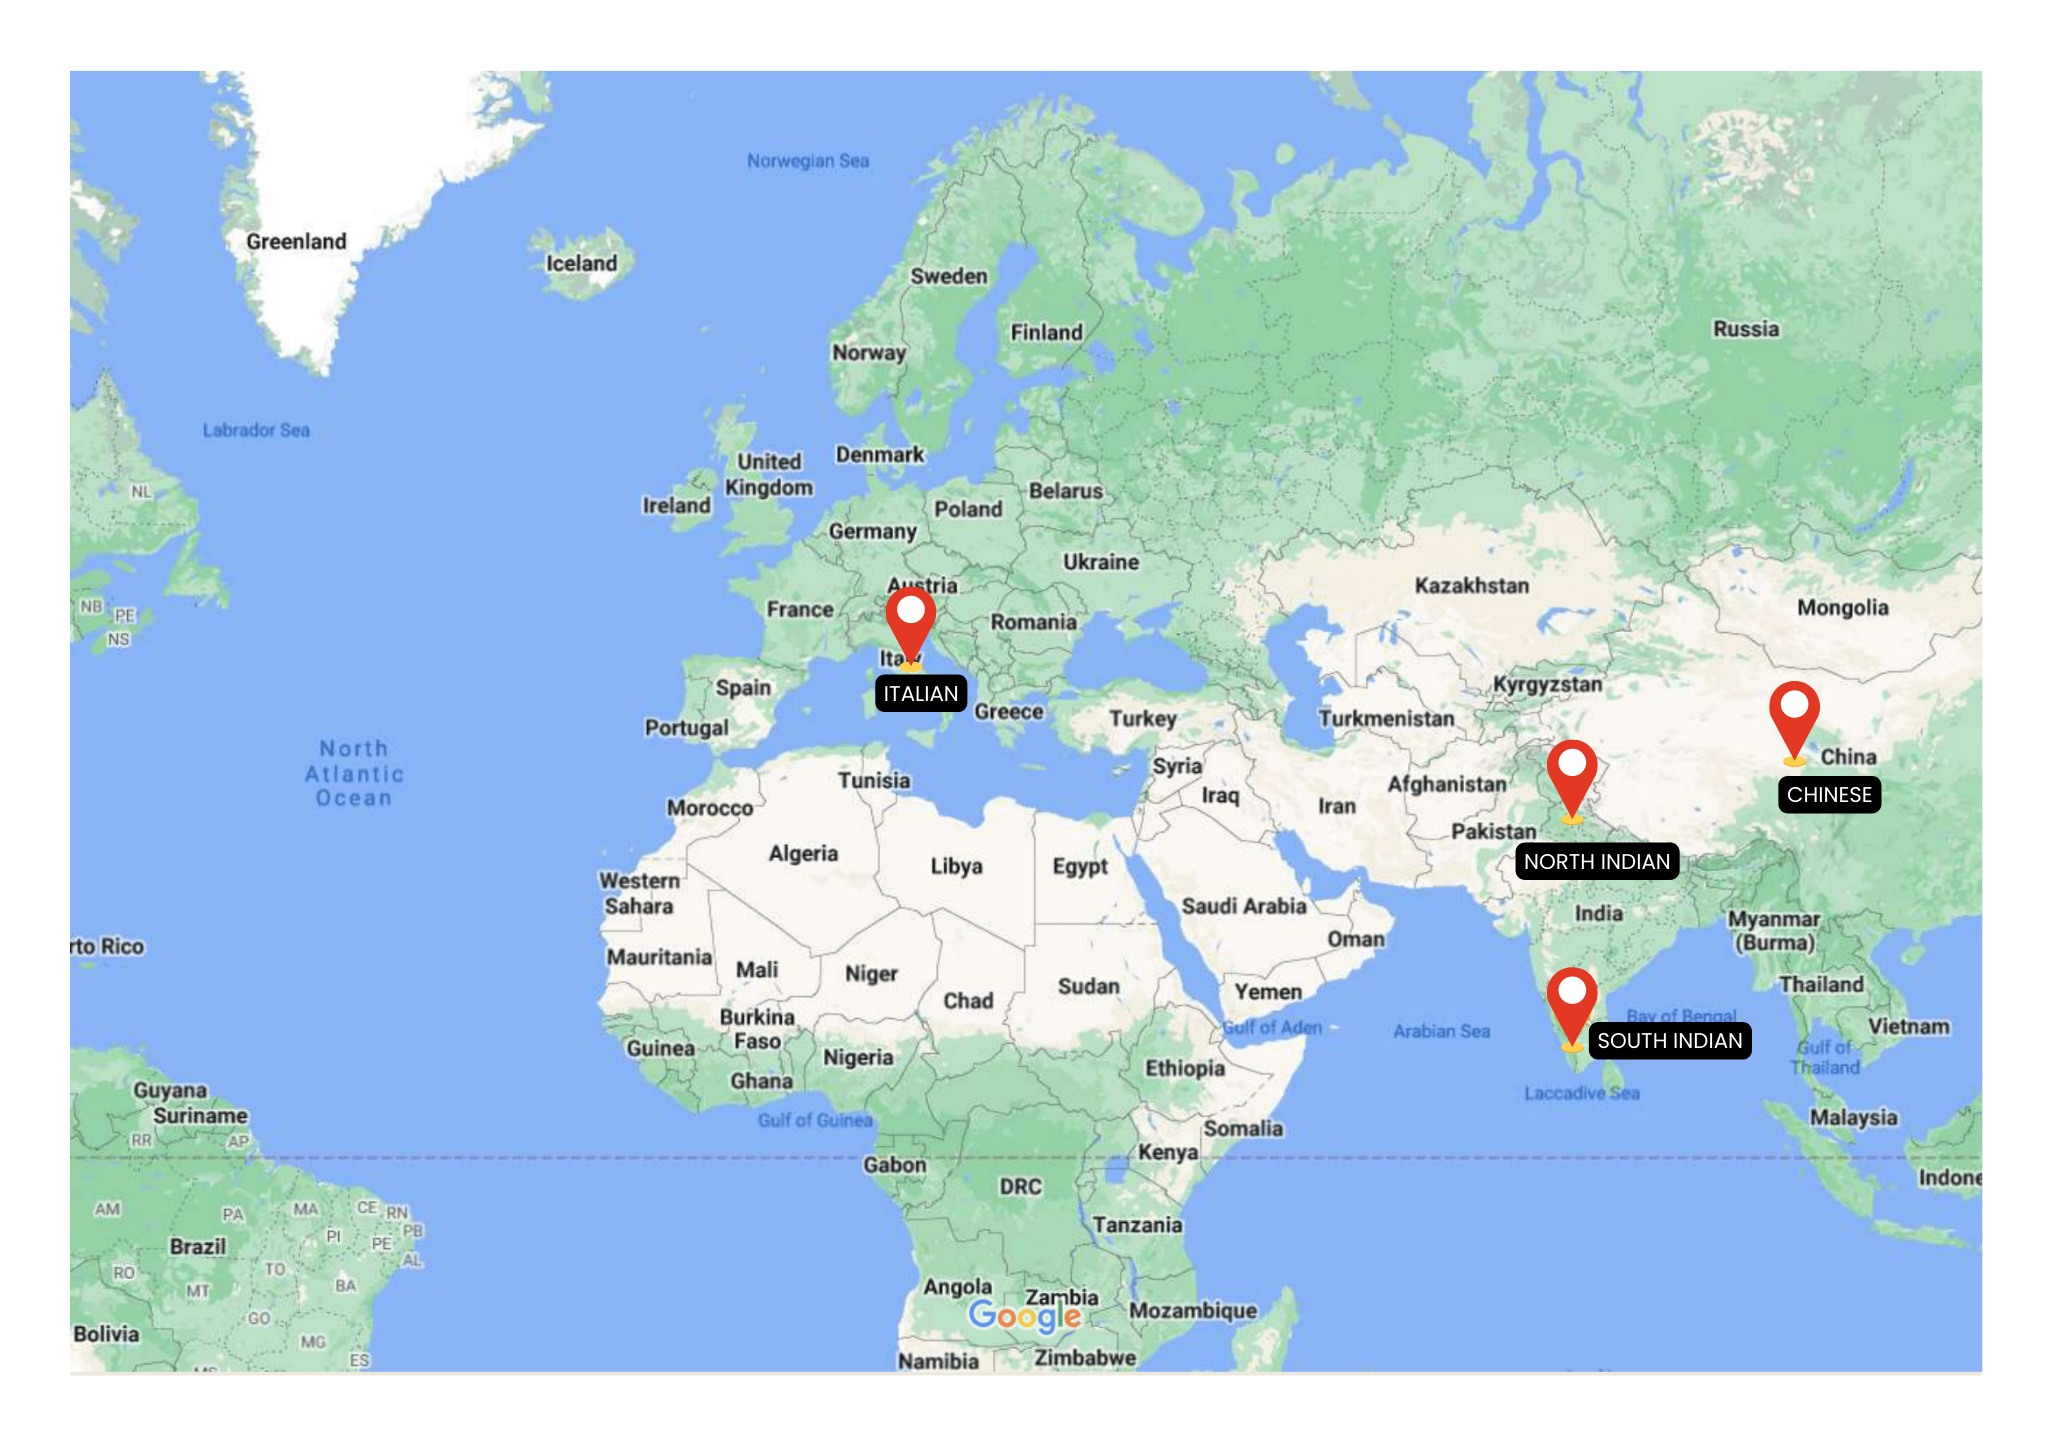 Norwegian Sea
Greenland
Iceland
Sweden
Finland
Russia
Norway
Labrador Sea
Denmark
United
Kingdom
NL
Ireland
Belarus
Poland
Germany
Ukraine
Austria
Kazakhstan
NB
PE
NS
France
Romania
Mongolia
Italy
ITALIAN
Spain
Portugal
Greece
Turkey
Turkmenistan
Kyrgyzstan
North
Atlantic
Ocean
Tunisia
Syria
Iraq
Iran
Afghanistan
China
CHINESE
Morocco
Pakistan
Algeria
Libya
Egypt
NORTH INDIAN
Western
Sahara
Saudi Arabia
India
Myanmar
(Burma)
rto Rico
Oman
Mauritania
Mali
Niger
Chad
Sudan
Yemen
Thailand
Burkina
Faso
Gulf of Aden
Arabian Sea
Bay of Bengal
SOUTH INDIAN
Vietnam
Guinea
Nigeria
Gulf of
Thailand
Ghana
Ethiopia
Laccadive Sea
Guyana
Suriname
Gulf of Guinea
Malaysia
RR
AP
Somalia
Kenya
Gabon
DRC
Indone
AM
PA
MA
CE
RN
PI
PB
PE
Tanzania
Brazil
AL
RO
TO
MT
BA
Angola
Zambia
Google
Mozambique
GO
Bolivia
MG
ES
Namibia
Zimbabwe